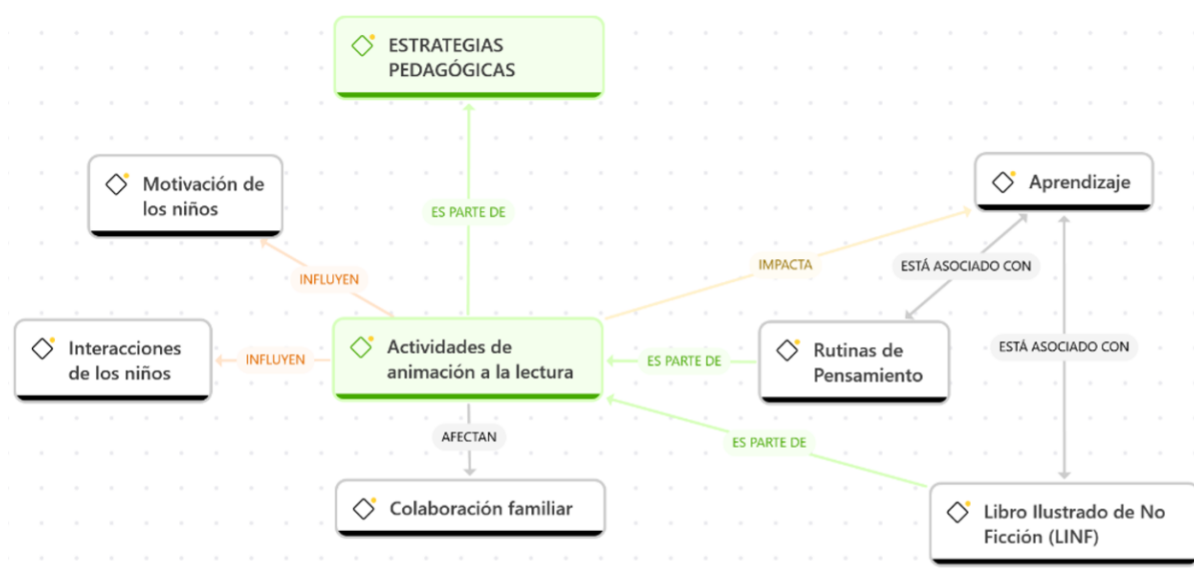 ESTRATEGIAS
PEDAGÓGICAS
Motivación de
los niños
ES PARTE DE
Aprendizaje
INFLUYEN
IMPACTA
ESTÁ ASOCIADO CON
Interacciones
de los niños
INFLUYEN
Actividades de
animación a la lectura
ES PARTE DE
Rutinas de
Pensamiento
ESTÁ ASOCIADO CON
AFECTAN
ES PARTE DE
Colaboración familiar
Libro Ilustrado de No
Ficción (LINF)